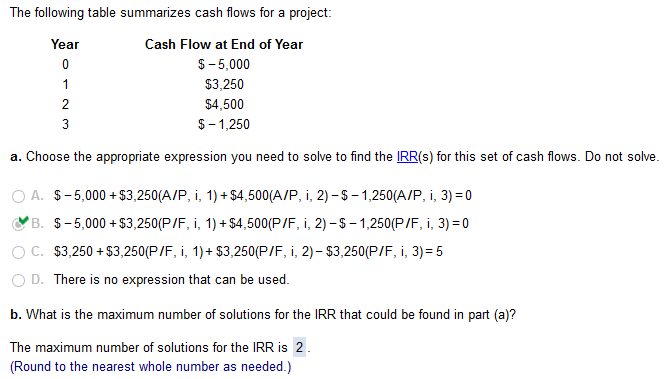 The following table summarizes cash flows for a project:
Year Cash Flow at End of Year
0 $ – 5,000
1 $3,250
2 $4,500
3 $ – 1,250
a. Choose the appropriate expression you need to solve to find the IRR(s) for this set of cash flows. Do not solve.
A. $ – 5,000 + $3,250(A/P, i, 1) + $4,500(A/P, i, 2) – $ – 1,250(A/P, i, 3) = 0
B. $ – 5,000 + $3,250(P/F, i, 1) + $4,500(P/F, i, 2) – $ – 1,250(P/F, i, 3) = 0
C. $3,250 + $3,250(P/F, i, 1) + $3,250(P/F, i, 2) – $3,250(P/F, i, 3) = 5
D. There is no expression that can be used.
b. What is the maximum number of solutions for the IRR that could be found in part (a)?
The maximum number of solutions for the IRR is 2.
(Round to the nearest whole number as needed.)